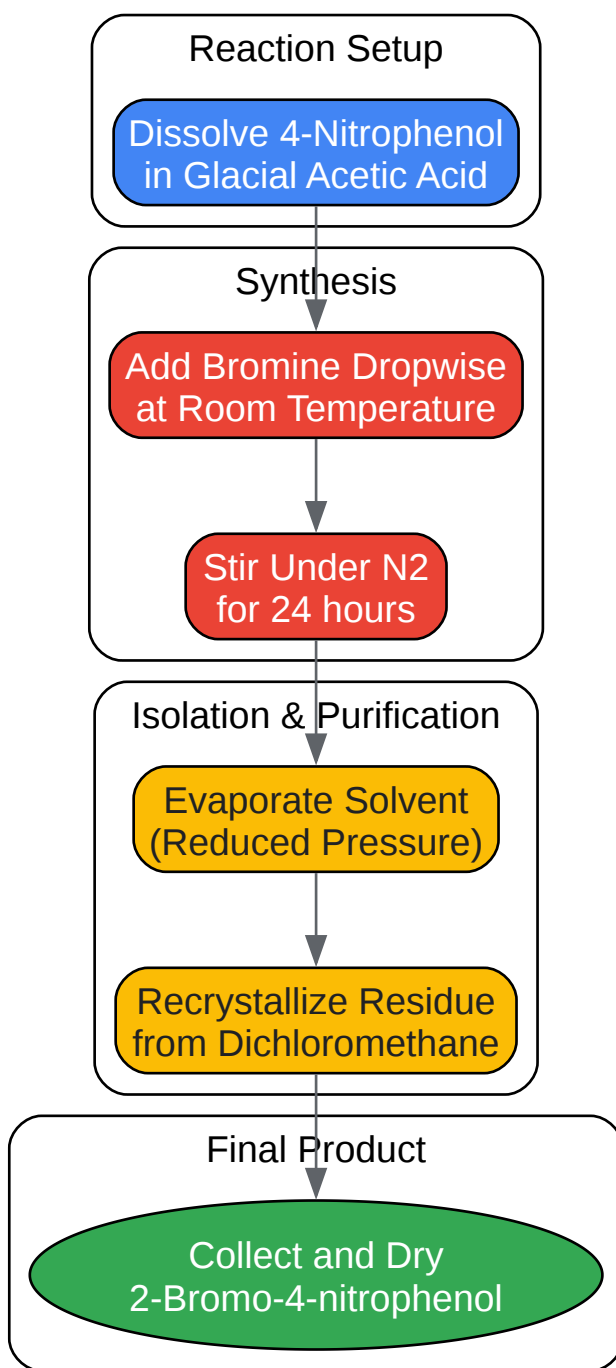 Reaction Setup
Dissolve 4-Nitrophenol
in Glacial Acetic Acid
Synthesis
Add Bromine Dropwise
at Room Temperature
Stir Under N2
for 24 hours
Isolation & Purification
Evaporate Solvent
(Reduced Pressure)
Recrystallize Residue
from Dichloromethane
Final Product
Collect and Dry
2-Bromo-4-nitrophenol